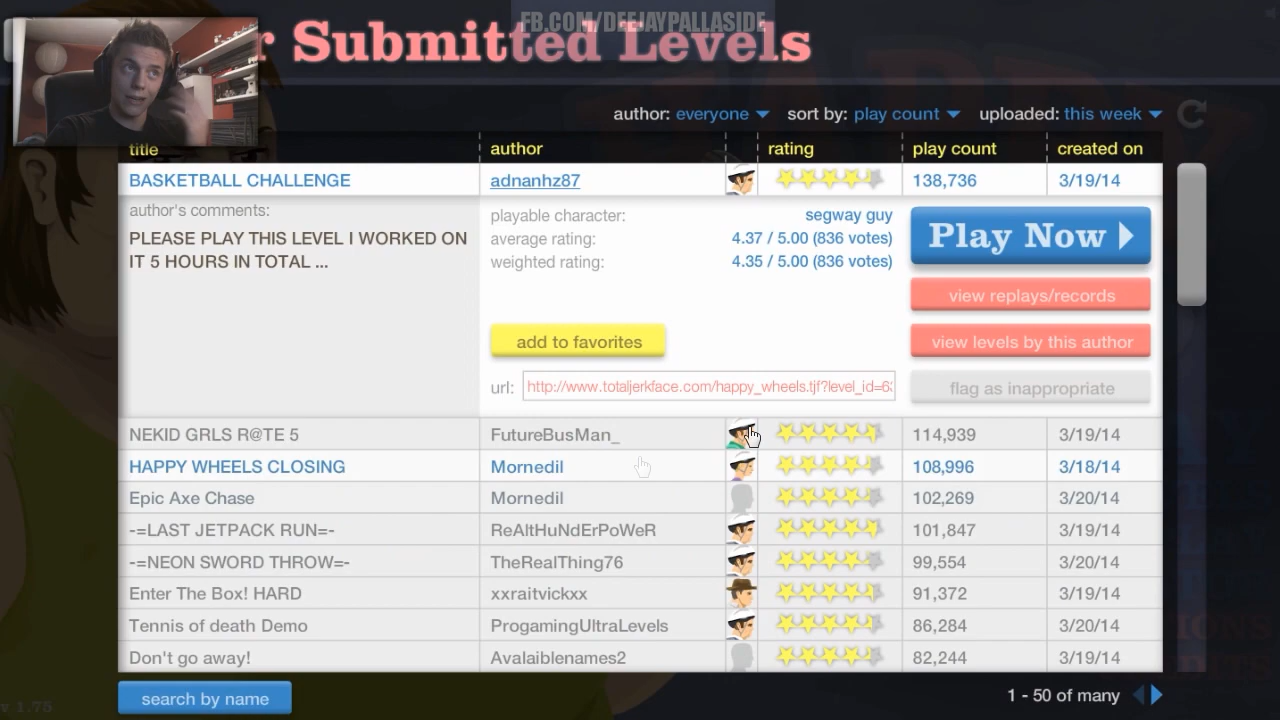 FB.COM/DEEJAYPALLASIDE
r Submitted Levels
author: everyone sort by: play count uploaded: this week
title author rating play count created on
BASKETBALL CHALLENGE adnanhz87 138,736 3/19/14
author's comments:
PLEASE PLAY THIS LEVEL I WORKED ON
IT 5 HOURS IN TOTAL ...
playable character: segway guy
average rating: 4.37 / 5.00 (836 votes)
weighted rating: 4.35 / 5.00 (836 votes)
Play Now
view replays/records
add to favorites
view levels by this author
url: http://www.totaljerkface.com/happy_wheels.tjf?level_id=6
flag as inappropriate
NEKID GRLS R@TE 5 FutureBusMan_ 114,939 3/19/14
HAPPY WHEELS CLOSING Mornedil 108,996 3/18/14
Epic Axe Chase Mornedil 102,269 3/20/14
-=LAST JETPACK RUN=- ReAltHuNdErPoWeR 101,847 3/19/14
-=NEON SWORD THROW=- TheRealThing76 99,554 3/20/14
Enter The Box! HARD xxraitvickxx 91,372 3/19/14
Tennis of death Demo ProgamingUltraLevels 86,284 3/20/14
Don't go away! Avalaiblenames2 82,244 3/19/14
search by name
1 - 50 of many
v 1.75